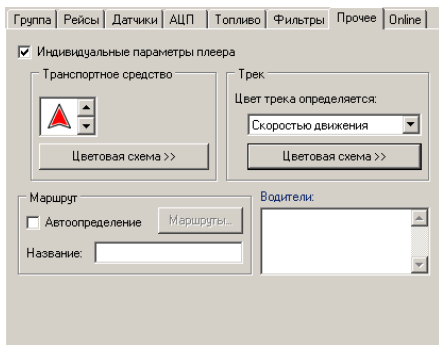 Группа Рейсы Датчики АЦП Топливо Фильтры Прочее Online
Индивидуальные параметры плеера
Транспортное средство Трек
Цвет трека определяется:
Скоростью движения
Цветовая схема >> Цветовая схема >>
Маршрут Водители:
Автоопределение Маршруты...
Название: